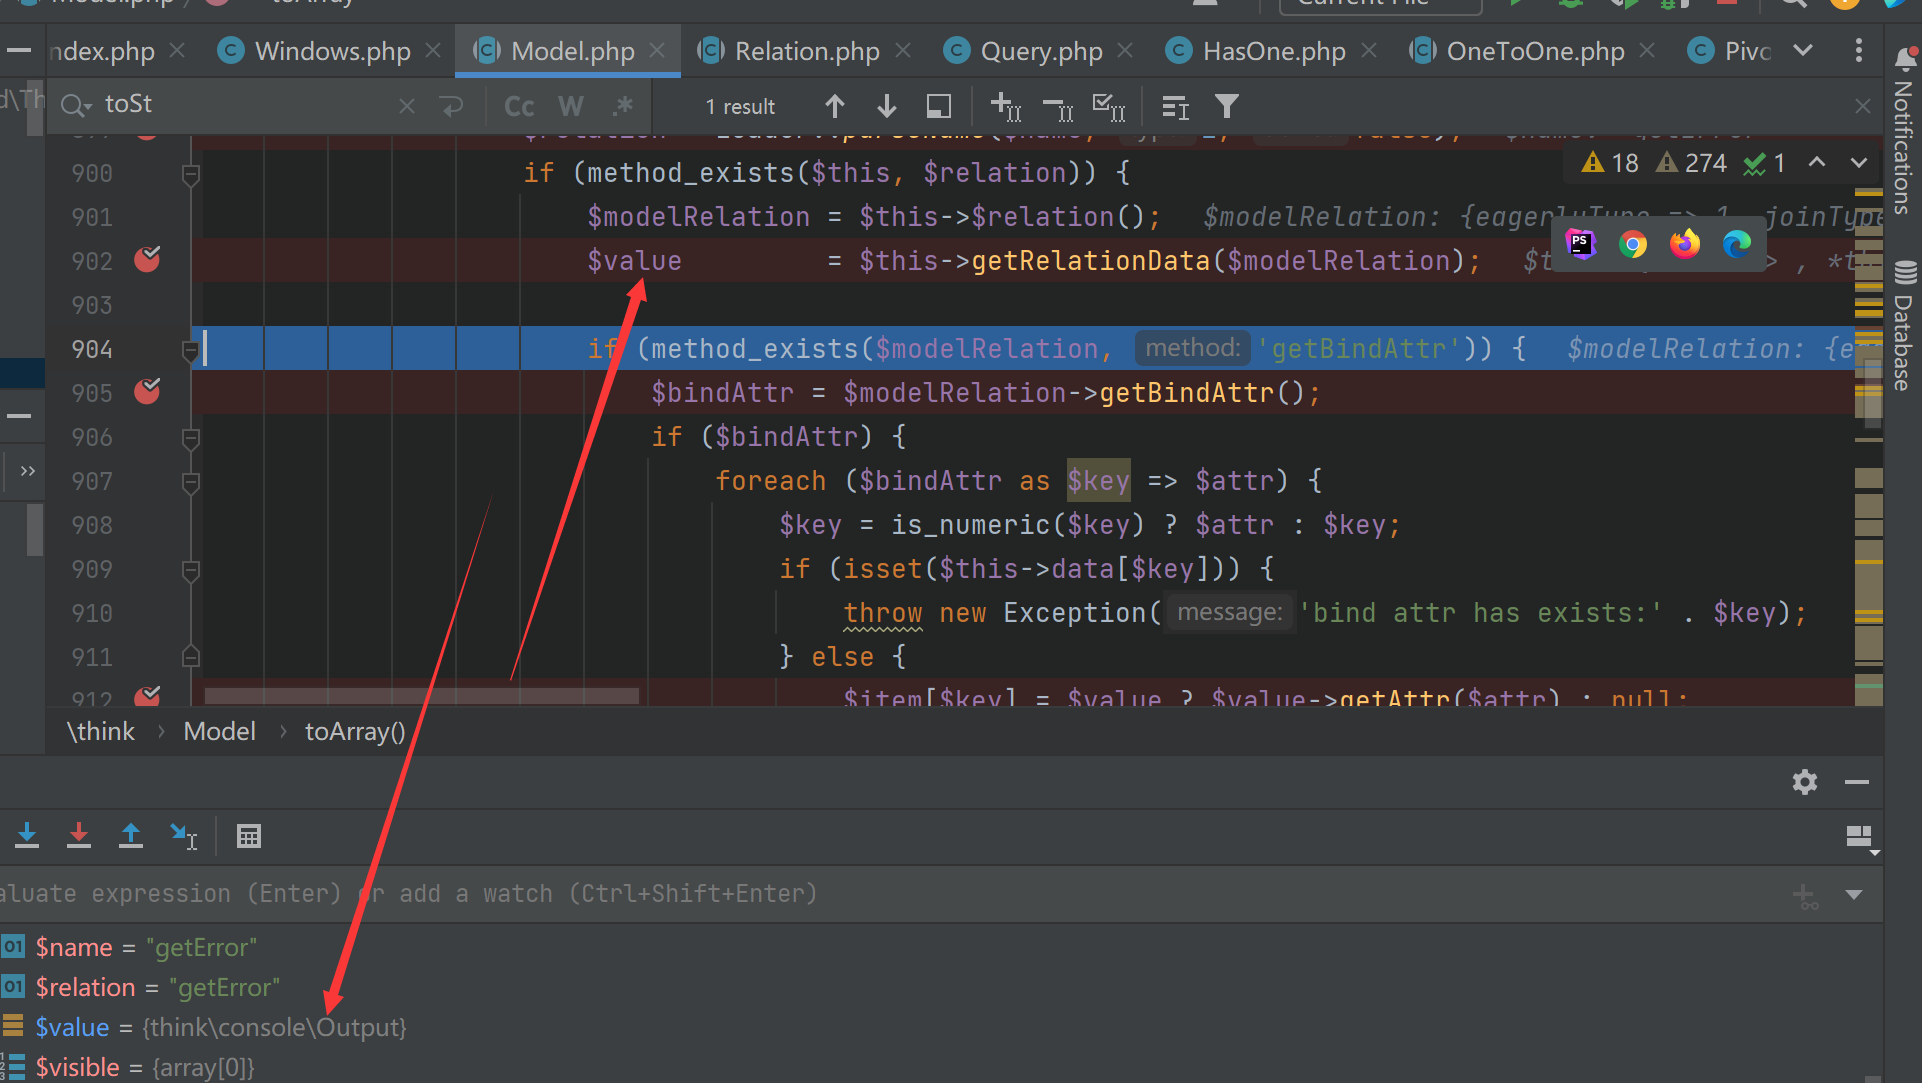 toArray
ndex.php
Windows.php
Model.php
Relation.php
Query.php
HasOne.php
OneToOne.php
toSt
Cc
W
.*
1 result
18
274
1
900 if (method_exists($this, $relation)) {
901 $modelRelation = $this->$relation(); $modelRelation: {eagerlyType => 1, joinType
902 $value = $this->getRelationData($modelRelation);
903
904 if (method_exists($modelRelation, method: 'getBindAttr')) { $modelRelation: {ea
905 $bindAttr = $modelRelation->getBindAttr();
906 if ($bindAttr) {
907 foreach ($bindAttr as $key => $attr) {
908 $key = is_numeric($key) ? $attr : $key;
909 if (isset($this->data[$key])) {
910 throw new Exception( message: 'bind attr has exists:' . $key);
911 } else {
912 $item[$key] = $value ? $value->getAttr($attr) : null;
\think › Model › toArray()
aluate expression (Enter) or add a watch (Ctrl+Shift+Enter)
$name = "getError"
$relation = "getError"
$value = {think\console\Output}
$visible = {array[0]}
Notifications
Database